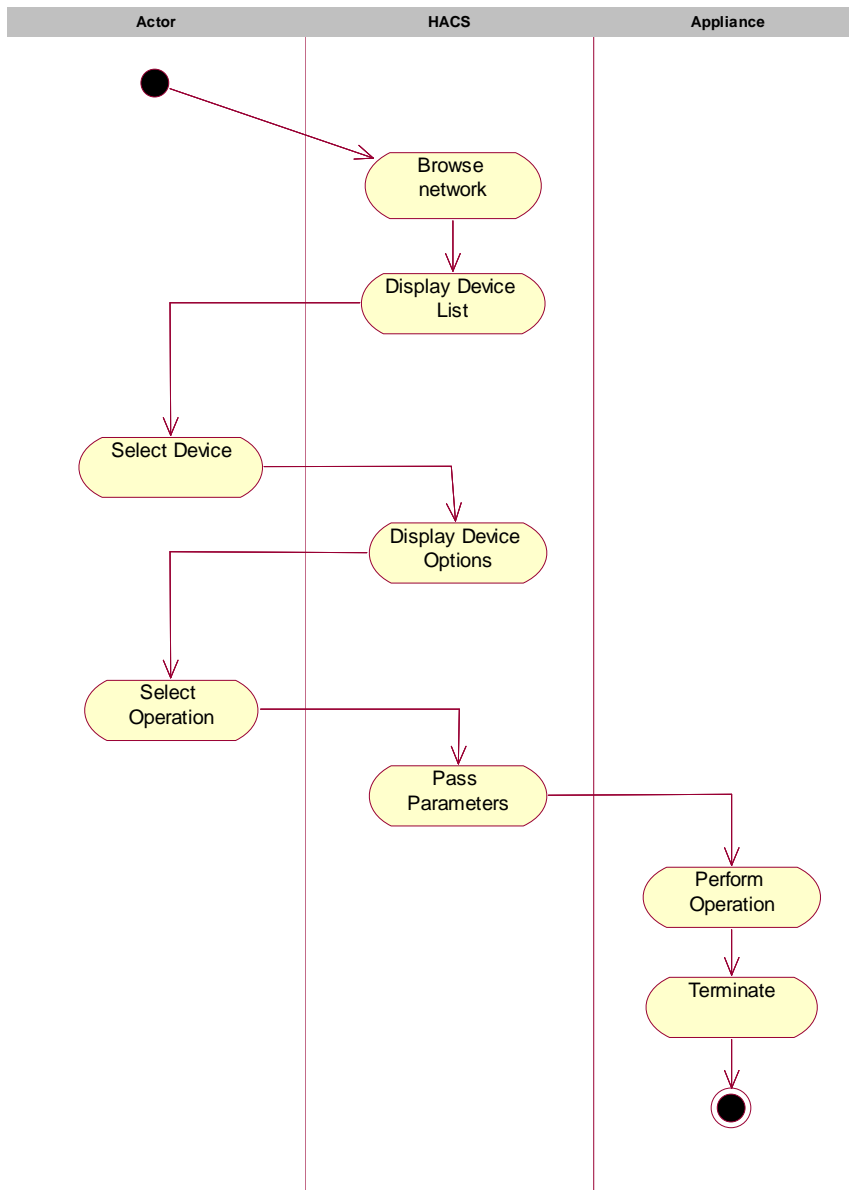 Actor HACS Appliance
Browse
network
Display Device
List
Select Device
Display Device
Options
Select
Operation
Pass
Parameters
Perform
Operation
Terminate